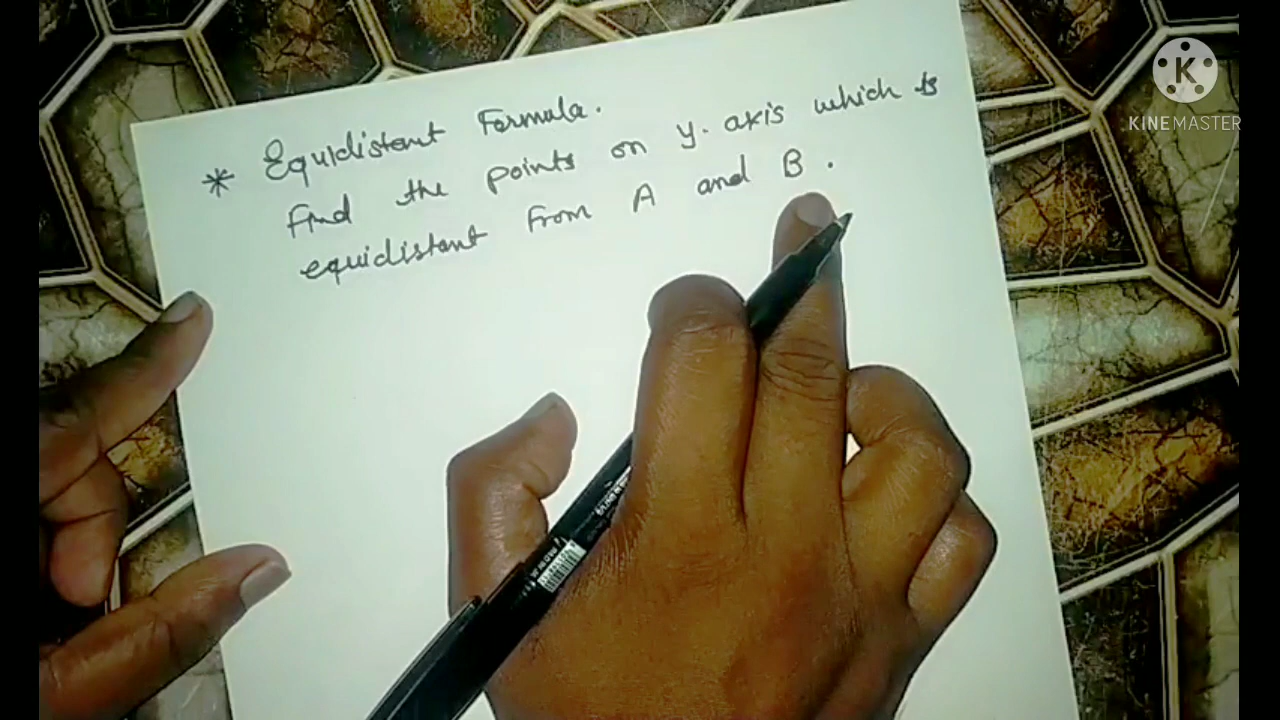 * Equidistant Formula.
Find the points on y. axis which is
equidistant from A and B.
K
KINEMASTER